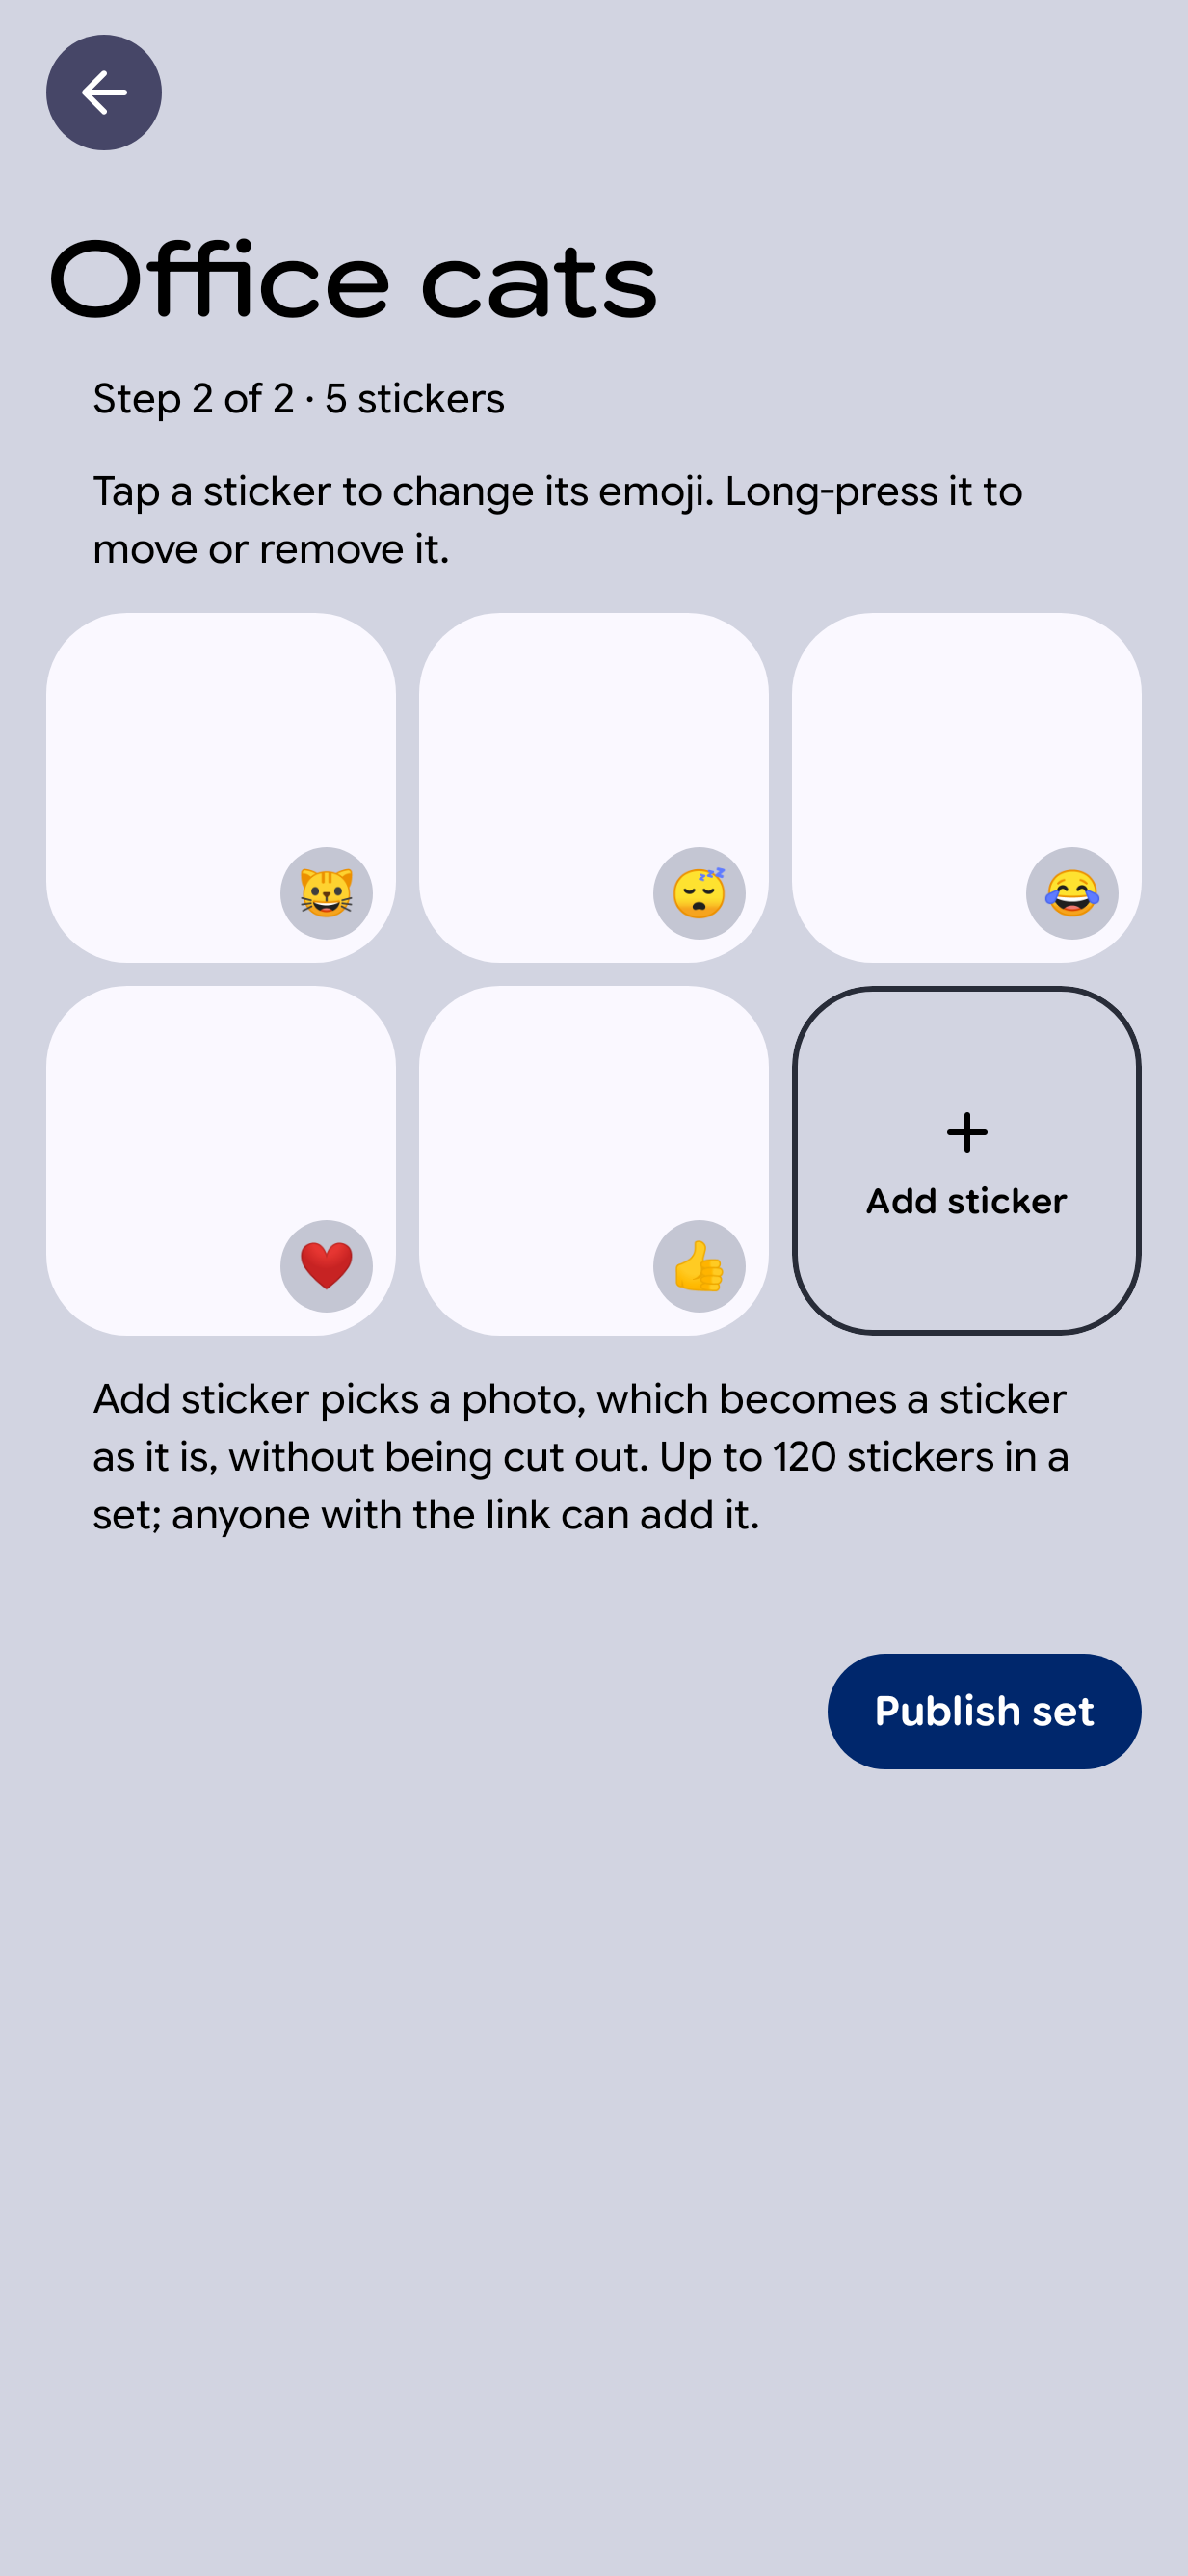 Office cats
Step 2 of 2 · 5 stickers
Tap a sticker to change its emoji. Long-press it to
move or remove it.
Add sticker
Add sticker picks a photo, which becomes a sticker
as it is, without being cut out. Up to 120 stickers in a
set; anyone with the link can add it.
Publish set